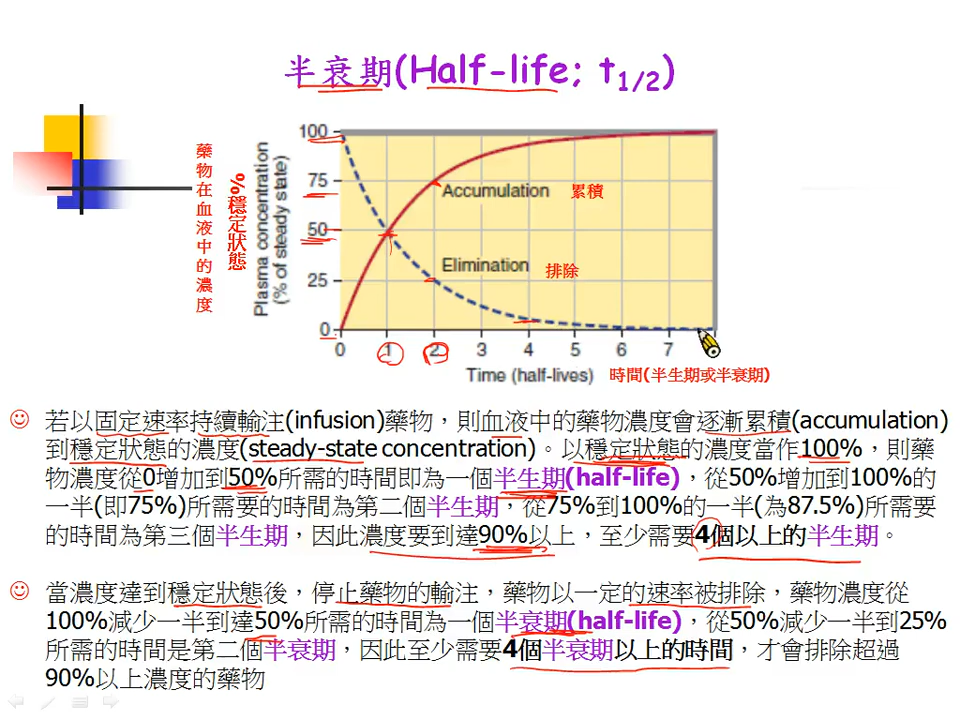 半衰期(Half-life; t1/2)
藥物在血液中的濃度
%穩定狀態
Plasma concentration
(% of steady state)
100
75
50
25
0
Accumulation 累積
Elimination 排除
0 1 2 3 4 5 6 7
Time (half-lives) 時間(半生期或半衰期)
若以固定速率持續輸注(infusion)藥物，則血液中的藥物濃度會逐漸累積(accumulation)
到穩定狀態的濃度(steady-state concentration)。以穩定狀態的濃度當作100%，則藥
物濃度從0增加到50%所需的時間即為一個半生期(half-life)，從50%增加到100%的
一半(即75%)所需要的時間為第二個半生期，從75%到100%的一半(為87.5%)所需要
的時間為第三個半生期，因此濃度要到達90%以上，至少需要4個以上的半生期。
當濃度達到穩定狀態後，停止藥物的輸注，藥物以一定的速率被排除，藥物濃度從
100%減少一半到達50%所需的時間為一個半衰期(half-life)，從50%減少一半到25%
所需的時間是第二個半衰期，因此至少需要4個半衰期以上的時間，才會排除超過
90%以上濃度的藥物